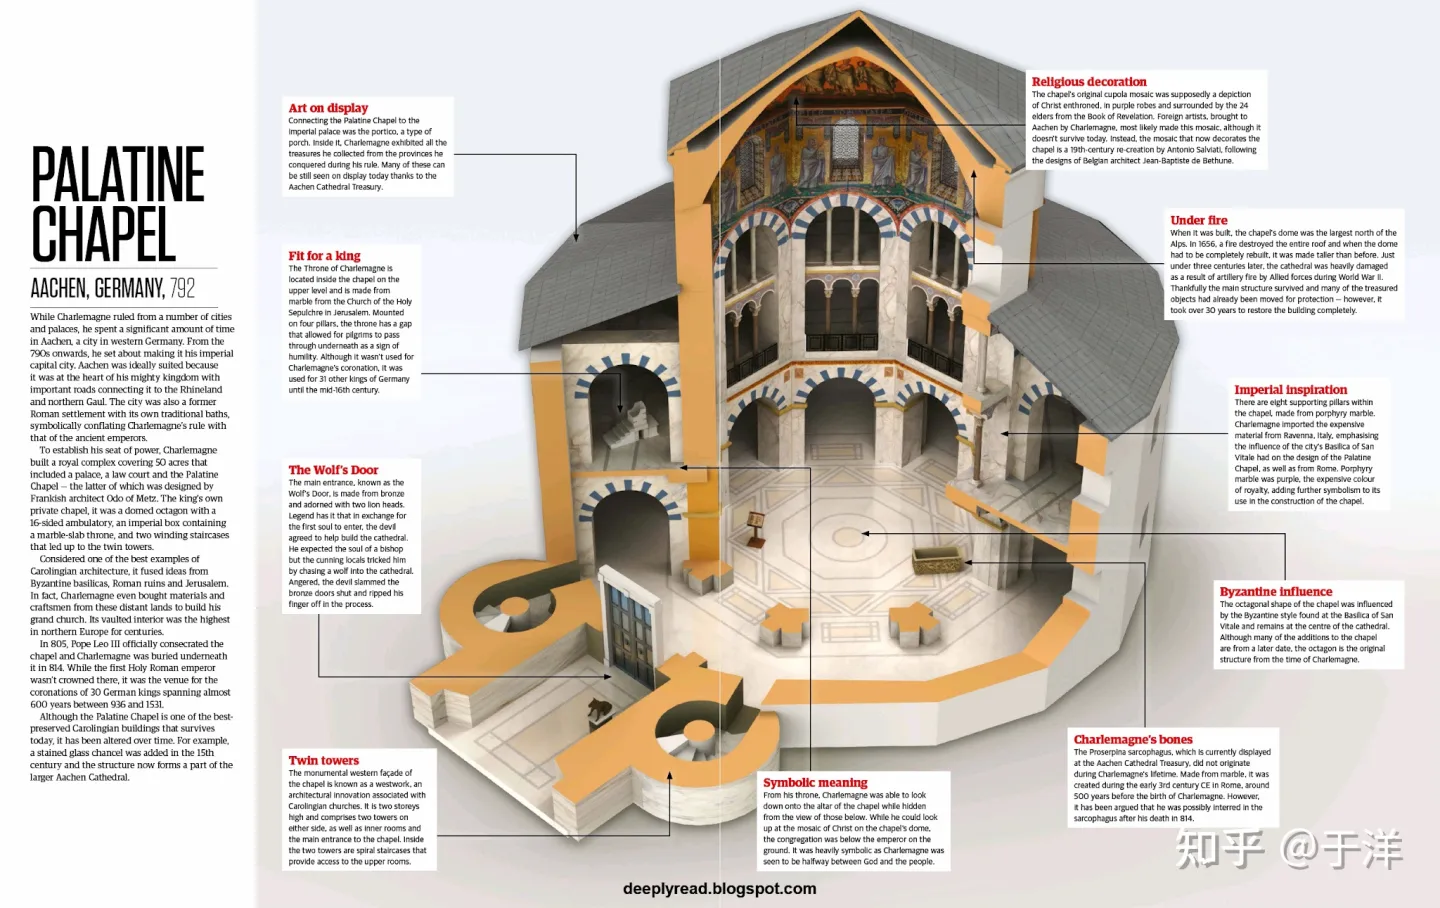 PALATINE
CHAPEL
AACHEN, GERMANY, 792
While Charlemagne ruled from a number of cities
and palaces, he spent a significant amount of time
in Aachen, a city in western Germany. From the
790s onwards, he set about making it his imperial
capital city. Aachen was ideally suited because
it was at the heart of his mighty kingdom with
important roads connecting it to the Rhineland
and northern Gaul. The city was also a former
Roman settlement with its own traditional baths,
symbolically conflating Charlemagne's rule with
that of the ancient emperors.
To establish his seat of power, Charlemagne
built a royal complex covering 50 acres that
included a palace, a law court and the Palatine
Chapel – the latter of which was designed by
Frankish architect Odo of Metz. The king's own
private chapel, it was a domed octagon with a
16-sided ambulatory, an imperial box containing
a marble-slab throne, and two winding staircases
that led up to the twin towers.
Considered one of the best examples of
Carolingian architecture, it fused ideas from
Byzantine basilicas, Roman ruins and Jerusalem.
In fact, Charlemagne even bought materials and
craftsmen from these distant lands to build his
grand church. Its vaulted interior was the highest
in northern Europe for centuries.
In 805, Pope Leo III officially consecrated the
chapel and Charlemagne was buried underneath
it in 814. While the first Holy Roman emperor
wasn't crowned there, it was the venue for the
coronations of 30 German kings spanning almost
600 years between 936 and 1531.
Although the Palatine Chapel is one of the best-
preserved Carolingian buildings that survives
today, it has been altered over time. For example,
a stained glass chancel was added in the 15th
century and the structure now forms a part of the
larger Aachen Cathedral.
Art on display
Connecting the Palatine Chapel to the
imperial palace was the portico, a type of
porch. Inside it, Charlemagne exhibited all the
treasures he collected from the provinces he
conquered during his rule. Many of these can
be still seen on display today thanks to the
Aachen Cathedral Treasury.
Fit for a king
The Throne of Charlemagne is
located inside the chapel on the
upper level and is made from
marble from the Church of the Holy
Sepulchre in Jerusalem. Mounted
on four pillars, the throne has a gap
that allowed for pilgrims to pass
through underneath as a sign of
humility. Although it wasn't used for
Charlemagne's coronation, it was
used for 31 other kings of Germany
until the mid-16th century.
The Wolf's Door
The main entrance, known as the
Wolf's Door, is made from bronze
and adorned with two lion heads.
Legend has it that in exchange for
the first soul to enter, the devil
agreed to help build the cathedral.
He expected the soul of a bishop
but the cunning locals tricked him
by chasing a wolf into the cathedral.
Angered, the devil slammed the
bronze doors shut and ripped his
finger off in the process.
Twin towers
The monumental western façade of
the chapel is known as a westwork, an
architectural innovation associated with
Carolingian churches. It is two storeys
high and comprises two towers on
either side, as well as inner rooms and
the main entrance to the chapel. Inside
the two towers are spiral staircases that
provide access to the upper rooms.
Religious decoration
The chapel's original cupola mosaic was supposedly a depiction
of Christ enthroned, in purple robes and surrounded by the 24
elders from the Book of Revelation. Foreign artists, brought to
Aachen by Charlemagne, most likely made this mosaic, although it
doesn't survive today. Instead, the mosaic that now decorates the
chapel is a 19th-century re-creation by Antonio Salviati, following
the designs of Belgian architect Jean-Baptiste de Bethune.
Under fire
When it was built, the chapel's dome was the largest north of the
Alps. In 1656, a fire destroyed the entire roof and when the dome
had to be completely rebuilt, it was made taller than before. Just
under three centuries later, the cathedral was heavily damaged
as a result of artillery fire by Allied forces during World War II.
Thankfully the main structure survived and many of the treasured
objects had already been moved for protection – however, it
took over 30 years to restore the building completely.
Imperial inspiration
There are eight supporting pillars within
the chapel, made from porphyry marble.
Charlemagne imported the expensive
material from Ravenna, Italy, emphasising
the influence of the city's Basilica of San
Vitale had on the design of the Palatine
Chapel, as well as from Rome. Porphyry
marble was purple, the expensive colour
of royalty, adding further symbolism to its
use in the construction of the chapel.
Byzantine influence
The octagonal shape of the chapel was influenced
by the Byzantine style found at the Basilica of San
Vitale and remains at the centre of the cathedral.
Although many of the additions to the chapel
are from a later date, the octagon is the original
structure from the time of Charlemagne.
Charlemagne's bones
The Proserpina sarcophagus, which is currently displayed
at the Aachen Cathedral Treasury, did not originate
during Charlemagne's lifetime. Made from marble, it was
created during the early 3rd century CE in Rome, around
500 years before the birth of Charlemagne. However,
it has been argued that he was possibly interred in the
sarcophagus after his death in 814.
Symbolic meaning
From his throne, Charlemagne was able to look
down onto the altar of the chapel while hidden
from the view of those below. While he could look
up at the mosaic of Christ on the chapel's dome,
the congregation was below the emperor on the
ground. It was heavily symbolic as Charlemagne was
seen to be halfway between God and the people.
知乎 @于洋
deeplyread.blogspot.com